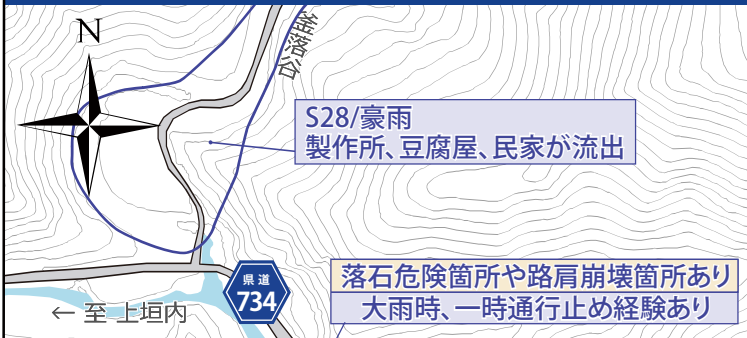 N
釜落谷
S28/豪雨
製作所、豆腐屋、民家が流出
落石危険箇所や路肩崩壊箇所あり
大雨時、一時通行止め経験あり
県道
734
← 至 上垣内